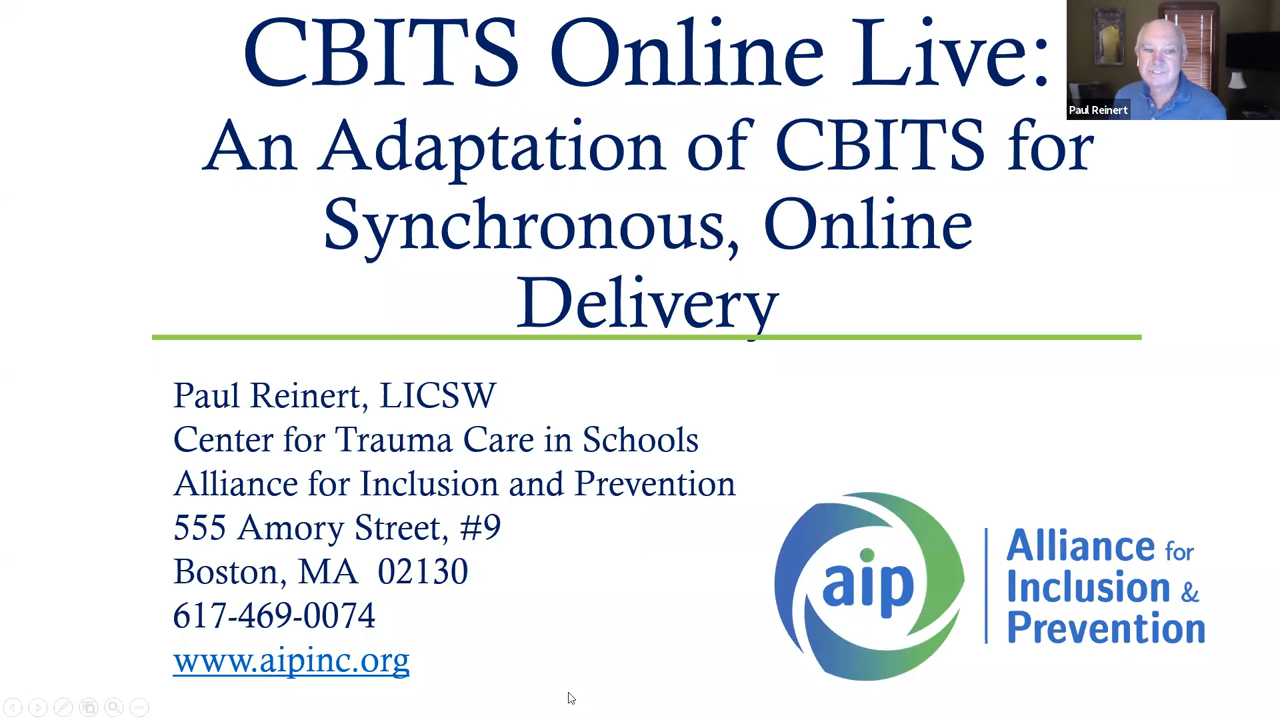 CBITS Online Live:
An Adaptation of CBITS for
Synchronous, Online
Delivery
Paul Reinert
Paul Reinert, LICSW
Center for Trauma Care in Schools
Alliance for Inclusion and Prevention
555 Amory Street, #9
Boston, MA 02130
617-469-0074
www.aipinc.org
aip
Alliance for
Inclusion &
Prevention